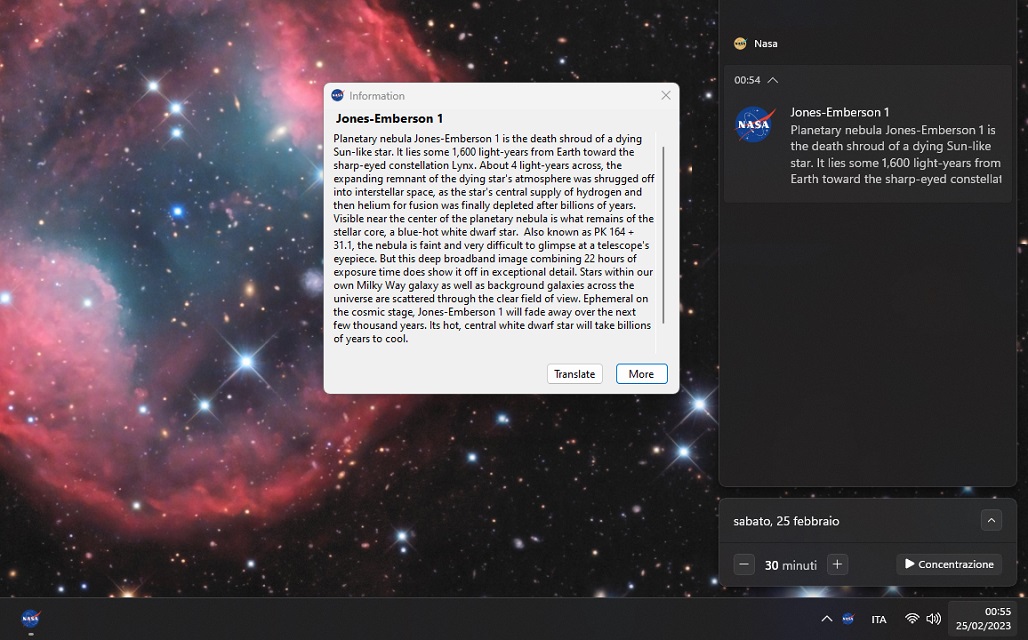 Information
Jones-Emberson 1
Planetary nebula Jones-Emberson 1 is the death shroud of a dying
Sun-like star. It lies some 1,600 light-years from Earth toward the
sharp-eyed constellation Lynx. About 4 light-years across, the
expanding remnant of the dying star's atmosphere was shrugged off
into interstellar space, as the star's central supply of hydrogen and
then helium for fusion was finally depleted after billions of years.
Visible near the center of the planetary nebula is what remains of the
stellar core, a blue-hot white dwarf star. Also known as PK 164 +
31.1, the nebula is faint and very difficult to glimpse at a telescope's
eyepiece. But this deep broadband image combining 22 hours of
exposure time does show it off in exceptional detail. Stars within our
own Milky Way galaxy as well as background galaxies across the
universe are scattered through the clear field of view. Ephemeral on
the cosmic stage, Jones-Emberson 1 will fade away over the next
few thousand years. Its hot, central white dwarf star will take billions
of years to cool.
Translate
More
Nasa
00:54
NASA
Jones-Emberson 1
Planetary nebula Jones-Emberson 1 is
the death shroud of a dying Sun-like
star. It lies some 1,600 light-years from
Earth toward the sharp-eyed constellat
sabato, 25 febbraio
30 minuti
Concentrazione
ITA
00:55
25/02/2023